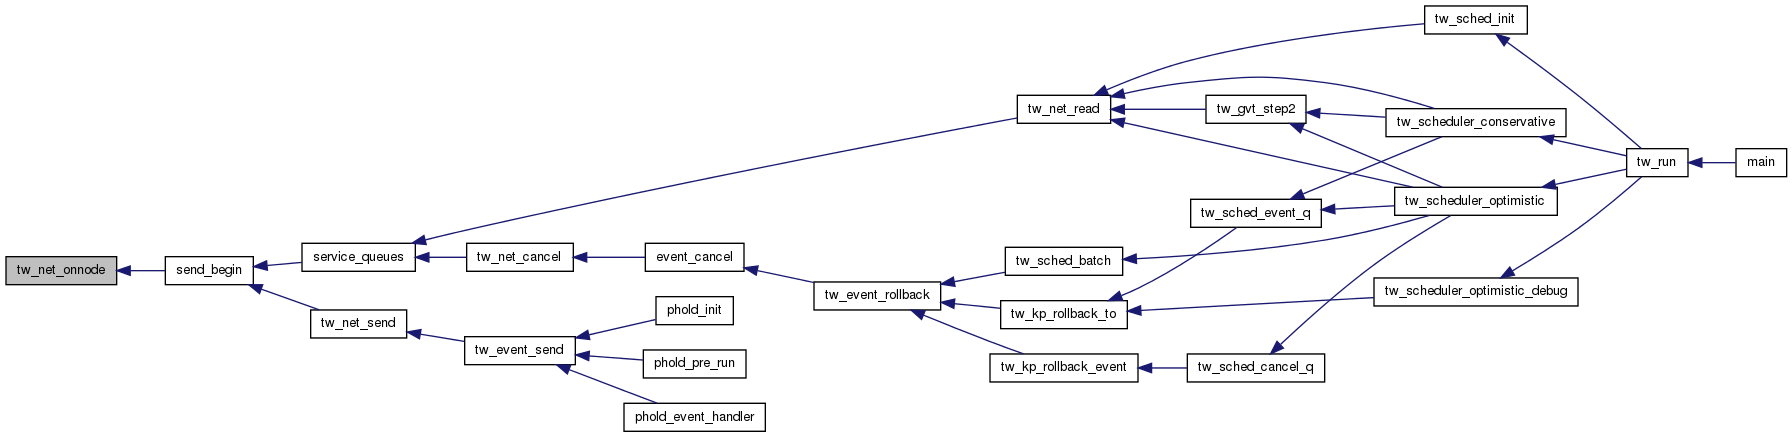 tw_sched_init
tw_net_read
tw_gvt_step2
tw_scheduler_conservative
tw_run
main
tw_scheduler_optimistic
tw_sched_event_q
tw_net_onnode
send_begin
service_queues
tw_net_cancel
event_cancel
tw_sched_batch
tw_event_rollback
tw_scheduler_optimistic_debug
phold_init
tw_kp_rollback_to
tw_net_send
tw_event_send
phold_pre_run
tw_kp_rollback_event
tw_sched_cancel_q
phold_event_handler